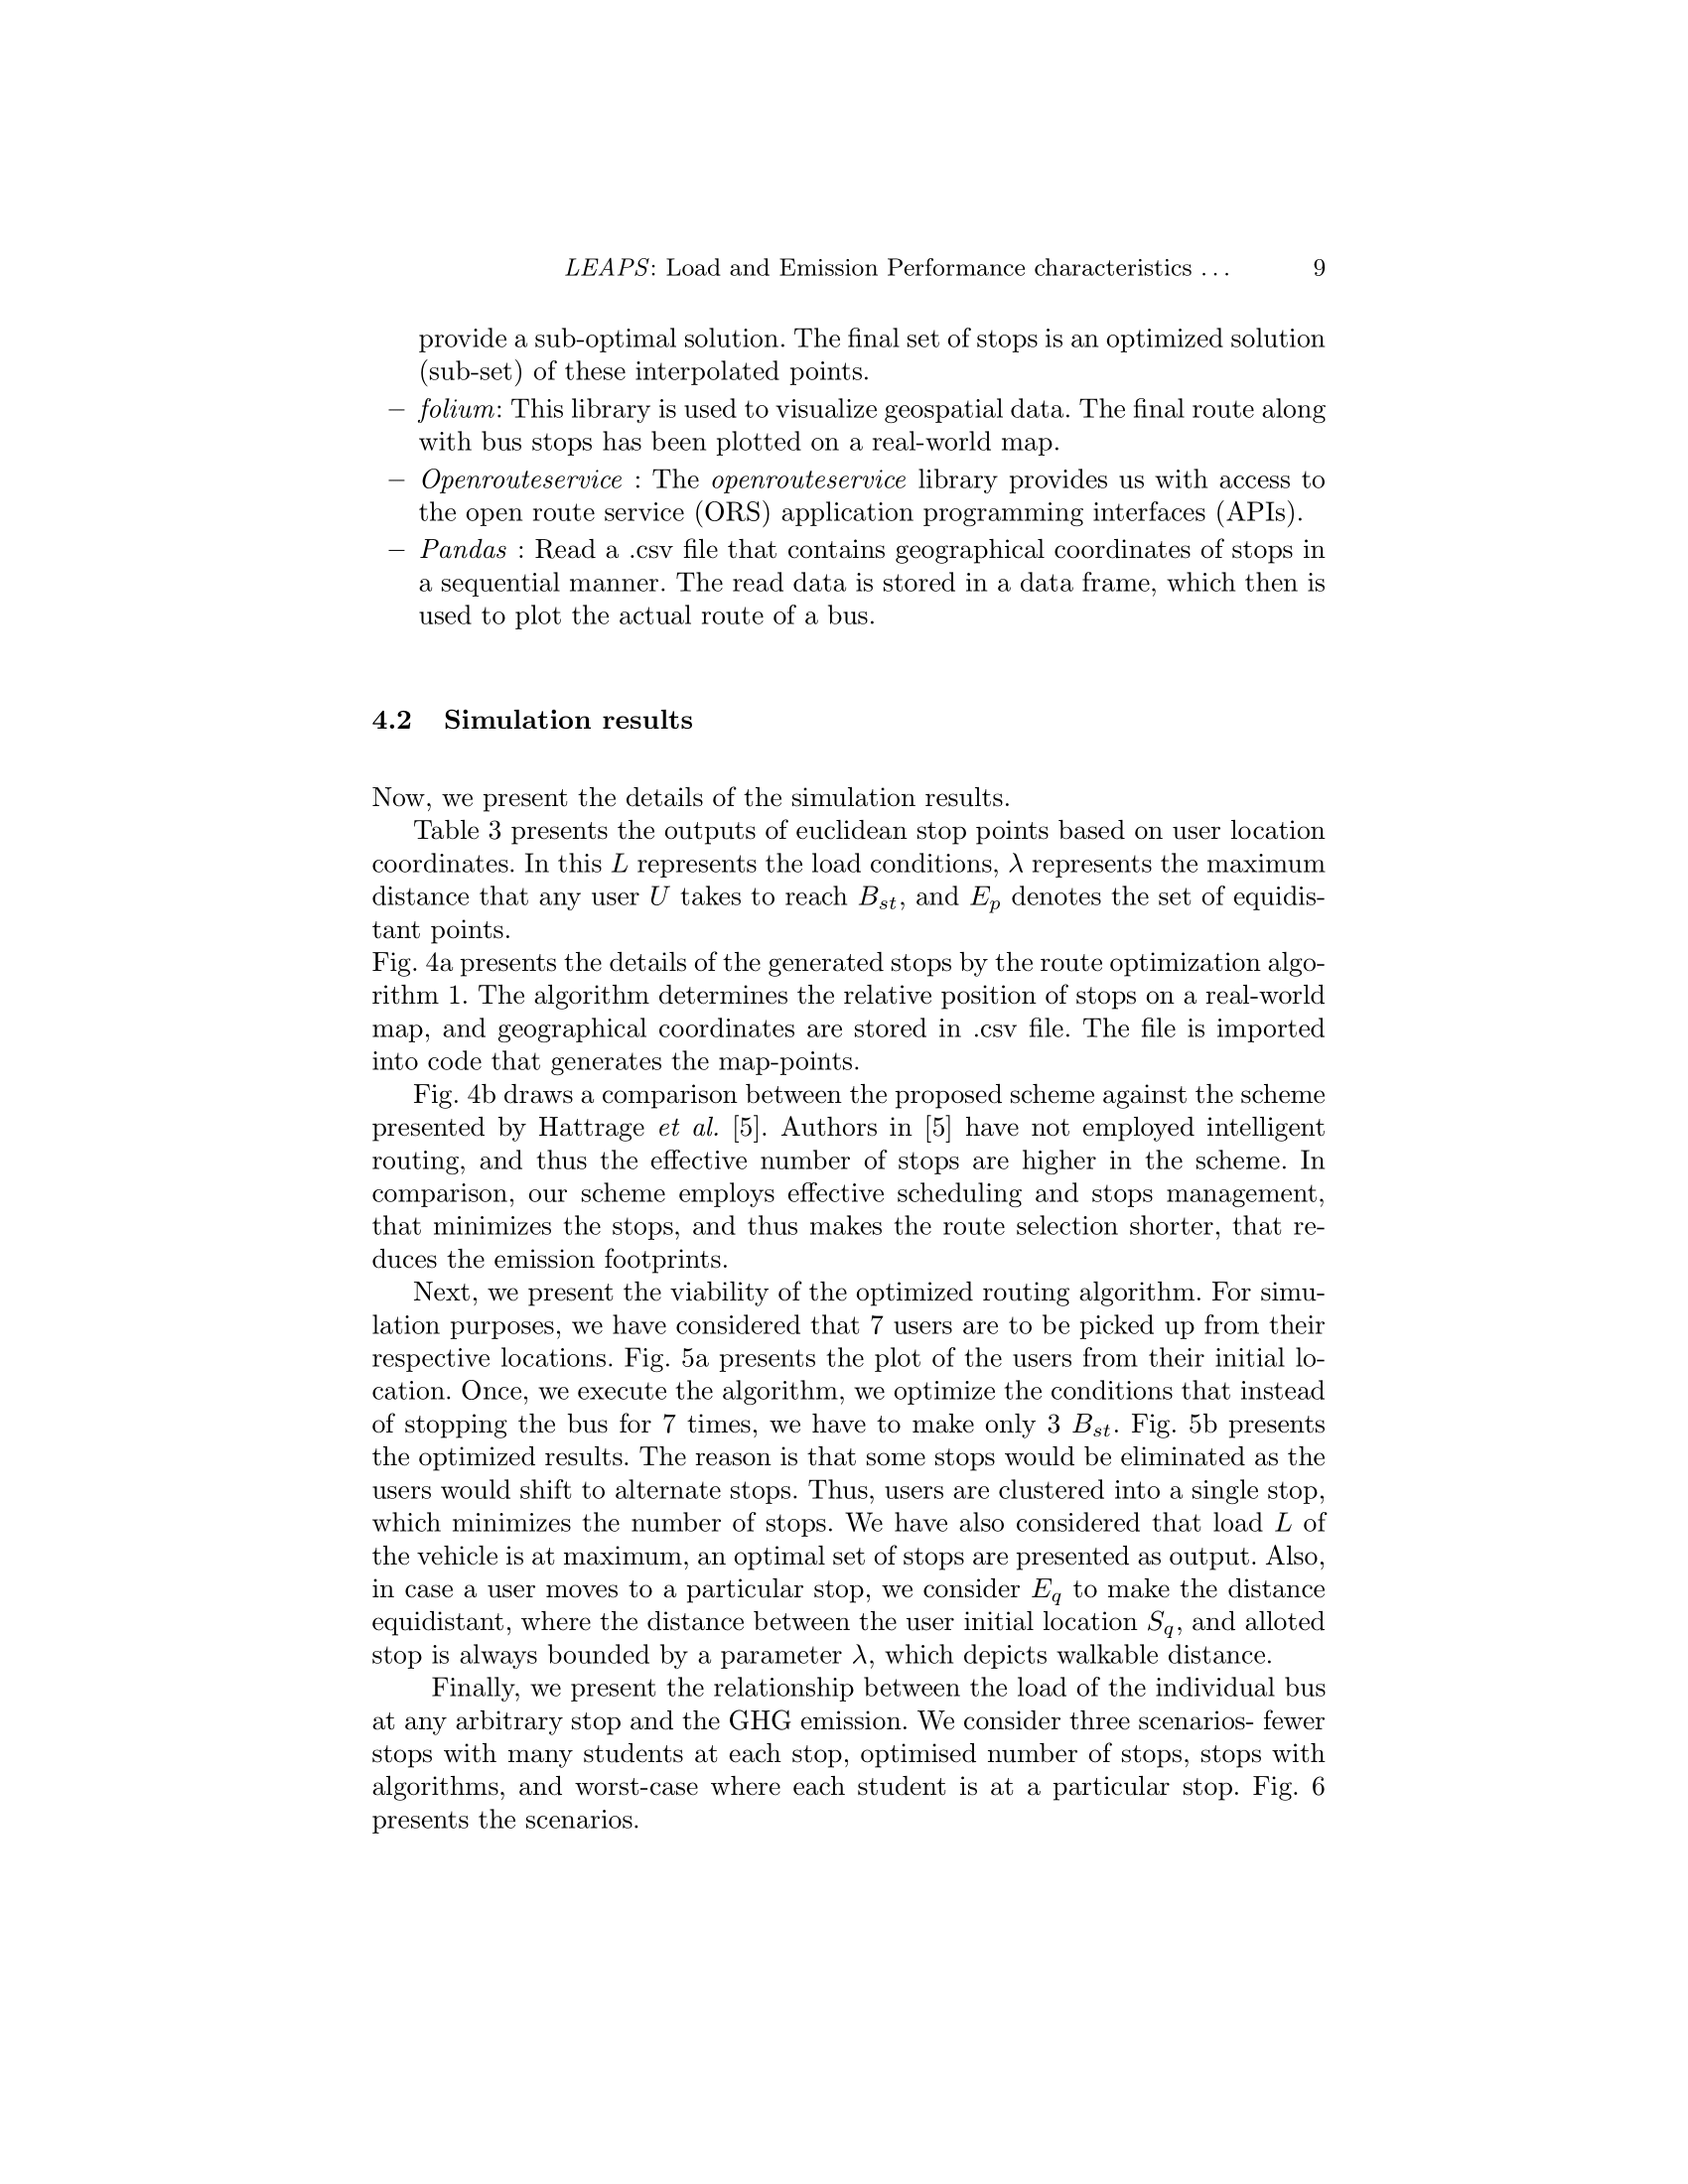 LEAPS: Load and Emission Performance characteristics ... 9
provide a sub-optimal solution. The final set of stops is an optimized solution
(sub-set) of these interpolated points.
– folium: This library is used to visualize geospatial data. The final route along
with bus stops has been plotted on a real-world map.
– Openrouteservice : The openrouteservice library provides us with access to
the open route service (ORS) application programming interfaces (APIs).
– Pandas : Read a .csv file that contains geographical coordinates of stops in
a sequential manner. The read data is stored in a data frame, which then is
used to plot the actual route of a bus.
4.2 Simulation results
Now, we present the details of the simulation results.
Table 3 presents the outputs of euclidean stop points based on user location
coordinates. In this L represents the load conditions, λ represents the maximum
distance that any user U takes to reach B_st, and E_p denotes the set of equidis-
tant points.
Fig. 4a presents the details of the generated stops by the route optimization algo-
rithm 1. The algorithm determines the relative position of stops on a real-world
map, and geographical coordinates are stored in .csv file. The file is imported
into code that generates the map-points.
Fig. 4b draws a comparison between the proposed scheme against the scheme
presented by Hattrage et al. [5]. Authors in [5] have not employed intelligent
routing, and thus the effective number of stops are higher in the scheme. In
comparison, our scheme employs effective scheduling and stops management,
that minimizes the stops, and thus makes the route selection shorter, that re-
duces the emission footprints.
Next, we present the viability of the optimized routing algorithm. For simu-
lation purposes, we have considered that 7 users are to be picked up from their
respective locations. Fig. 5a presents the plot of the users from their initial lo-
cation. Once, we execute the algorithm, we optimize the conditions that instead
of stopping the bus for 7 times, we have to make only 3 B_st. Fig. 5b presents
the optimized results. The reason is that some stops would be eliminated as the
users would shift to alternate stops. Thus, users are clustered into a single stop,
which minimizes the number of stops. We have also considered that load L of
the vehicle is at maximum, an optimal set of stops are presented as output. Also,
in case a user moves to a particular stop, we consider E_q to make the distance
equidistant, where the distance between the user initial location S_q, and alloted
stop is always bounded by a parameter λ, which depicts walkable distance.
Finally, we present the relationship between the load of the individual bus
at any arbitrary stop and the GHG emission. We consider three scenarios- fewer
stops with many students at each stop, optimised number of stops, stops with
algorithms, and worst-case where each student is at a particular stop. Fig. 6
presents the scenarios.